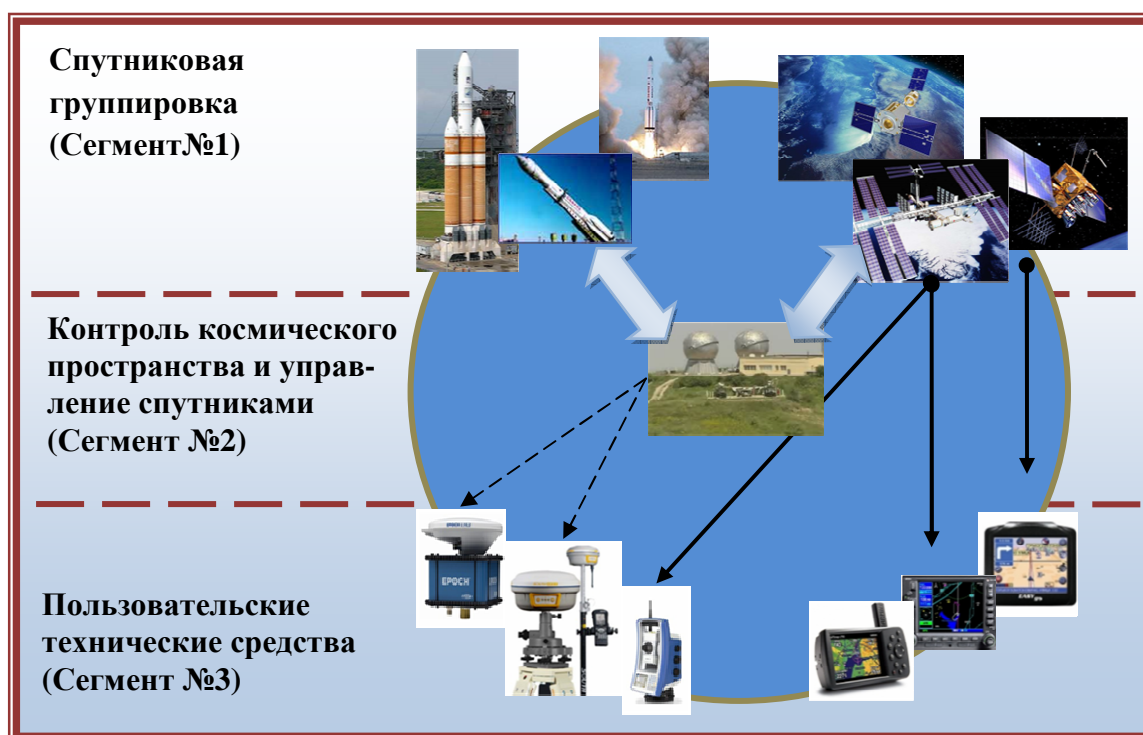 Спутниковая
группировка
(Сегмент№1)
Контроль космического
пространства и управ-
ление спутниками
(Сегмент №2)
EPOCH
Пользовательские
технические средства
(Сегмент №3)